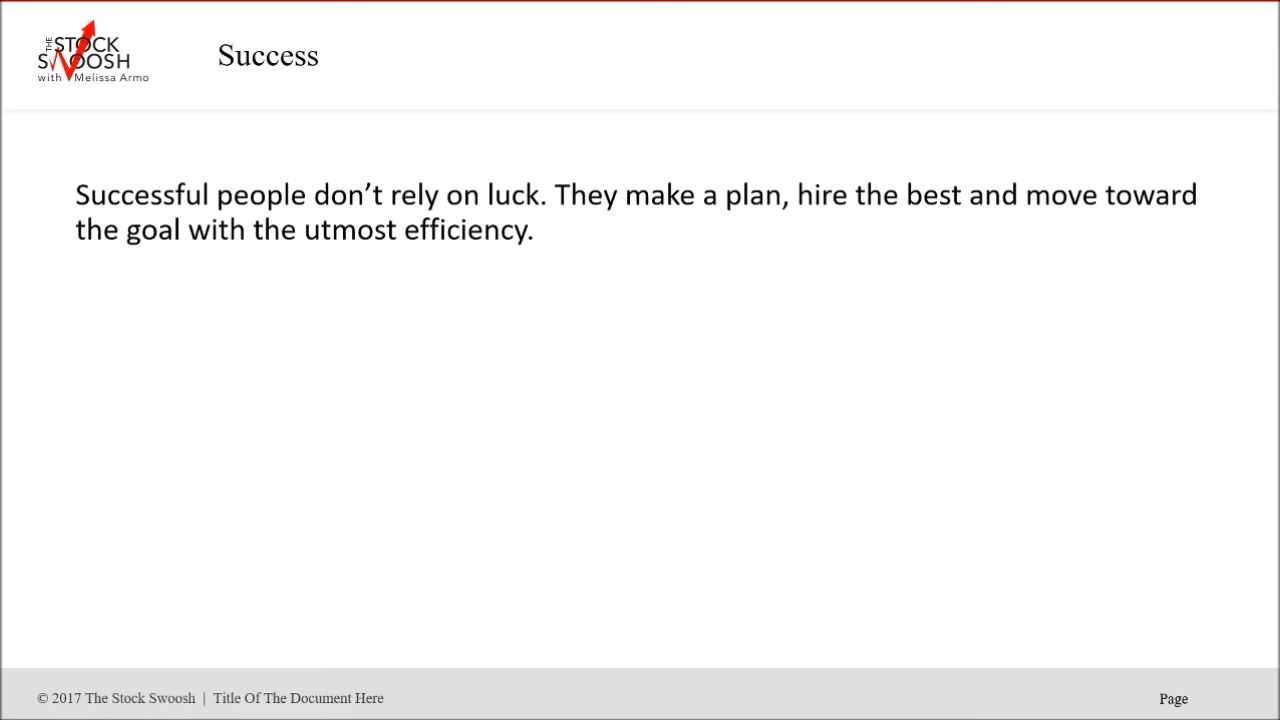 THE STOCK
SWOOSH
with Melissa Armo
Success
Successful people don’t rely on luck. They make a plan, hire the best and move toward
the goal with the utmost efficiency.
© 2017 The Stock Swoosh | Title Of The Document Here
Page